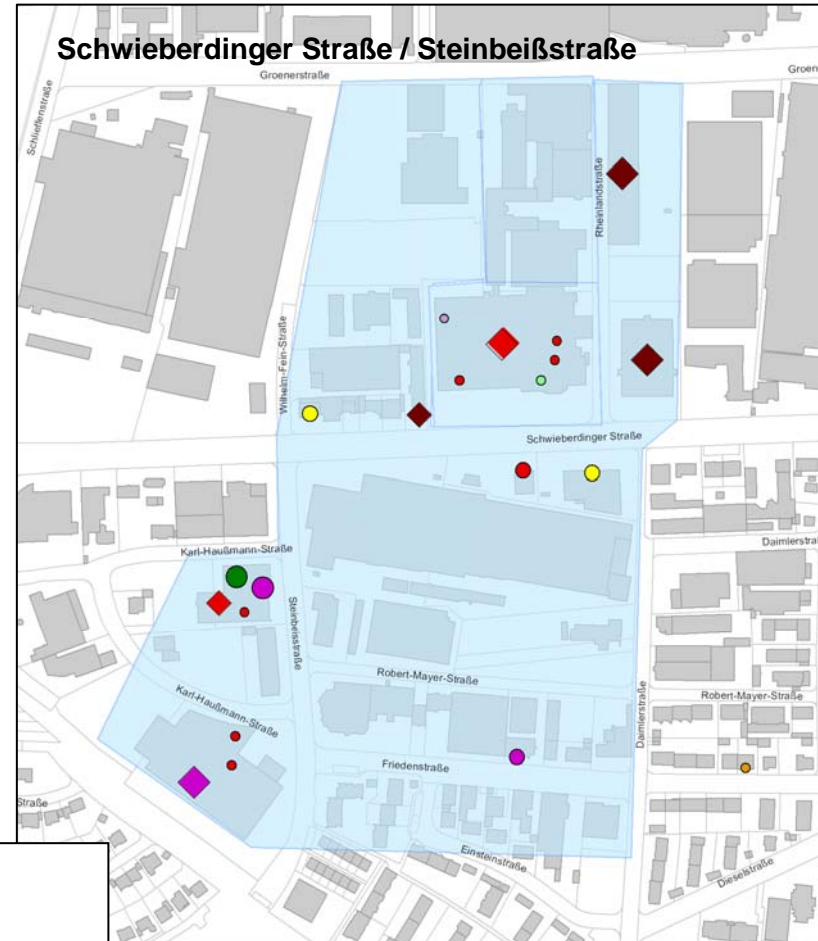 Schwieberdinger Straße / Steinbeißstraße
Groenerstraße
Groen
Schlieffenstraße
Rheinlandstraße
Wilhelm-Fein-Straße
Schwieberdinger Straße
Karl-Haußmann-Straße
Daimlerstra
Steinbeisstraße
Robert-Mayer-Straße
Karl-Haußmann-Straße
Daimlerstraße
Robert-Mayer-Straße
Friedenstraße
Straße
Einsteinstraße
Dieselstraße